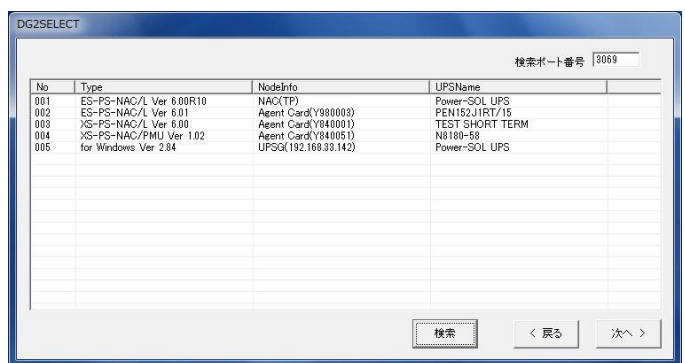 DG2SELECT
検索ポート番号 3069
No Type NodeInfo UPSName
001 ES-PS-NAC/L Ver 6.00R10 NAC(TP) Power-SOL UPS
002 ES-PS-NAC/L Ver 6.01 Agent Card(Y980003) PEN152J1RT/15
003 XS-PS-NAC/L Ver 6.00 Agent Card(Y840001) TEST SHORT TERM
004 XS-PS-NAC/PMU Ver 1.02 Agent Card(Y840051) N8180-58
005 for Windows Ver 2.84 UPSG(192.168.33.142) Power-SOL UPS
検索 < 戻る 次へ >